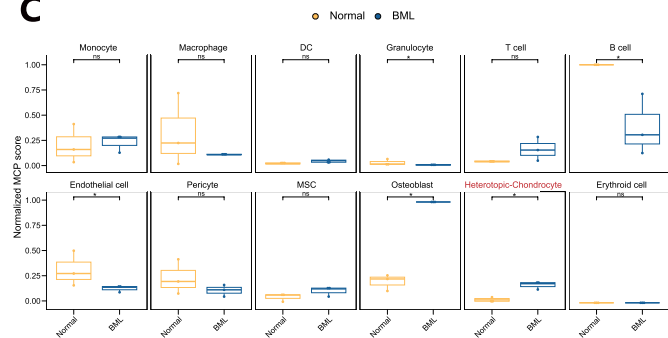 C
Normal BML
Monocyte Macrophage DC Granulocyte T cell B cell
ns ns ns * ns *
1.00
0.75
0.50
0.25
0.00
Normalized MCP score
Endothelial cell Pericyte MSC Osteoblast Heterotopic-Chondrocyte Erythroid cell
* ns ns * * ns
1.00
0.75
0.50
0.25
0.00
Normal BML Normal BML Normal BML Normal BML Normal BML Normal BML